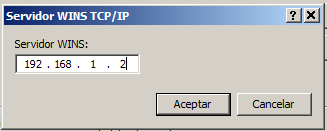 Servidor WINS TCP/IP
Servidor WINS:
192 . 168 . 1 . 2
Aceptar
Cancelar